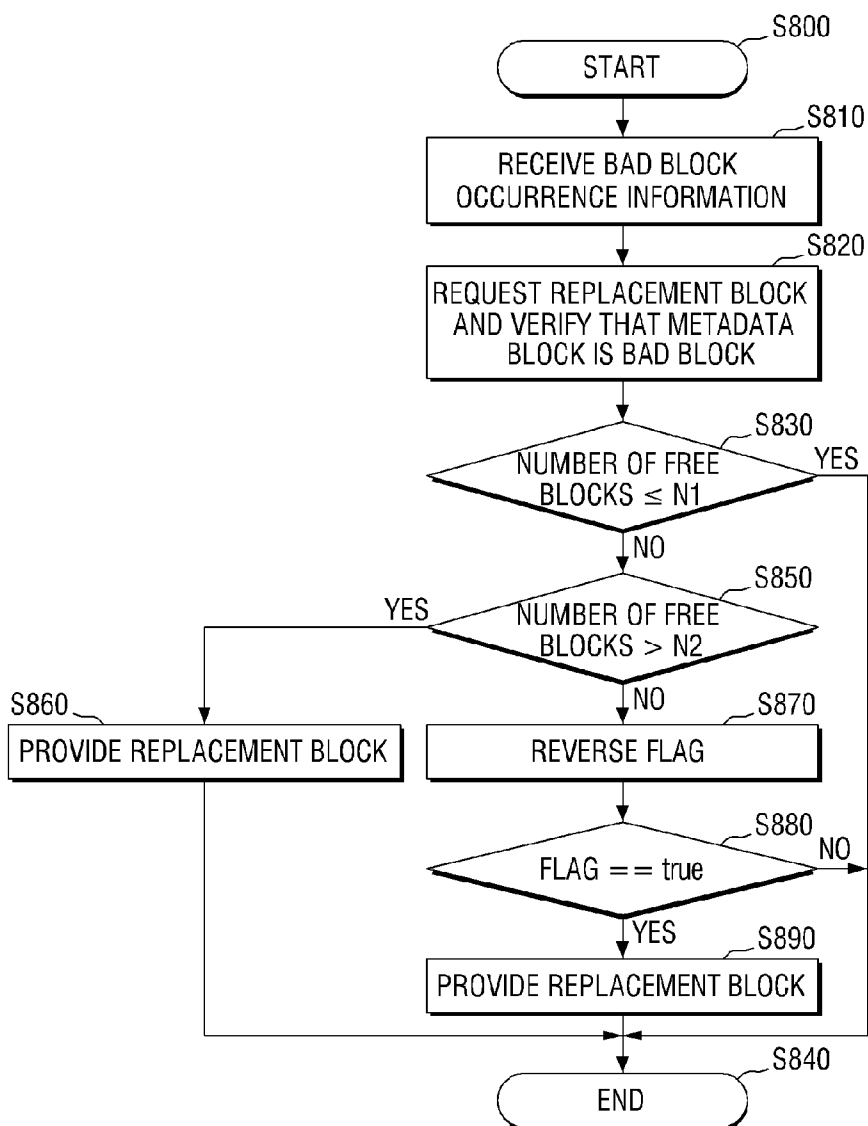 S800
START
S810
RECEIVE BAD BLOCK
OCCURRENCE INFORMATION
S820
REQUEST REPLACEMENT BLOCK
AND VERIFY THAT METADATA
BLOCK IS BAD BLOCK
S830
NUMBER OF FREE
BLOCKS ≤ N1
YES
NO
S850
NUMBER OF FREE
BLOCKS > N2
YES
NO
S860
PROVIDE REPLACEMENT BLOCK
S870
REVERSE FLAG
S880
FLAG == true
NO
YES
S890
PROVIDE REPLACEMENT BLOCK
S840
END